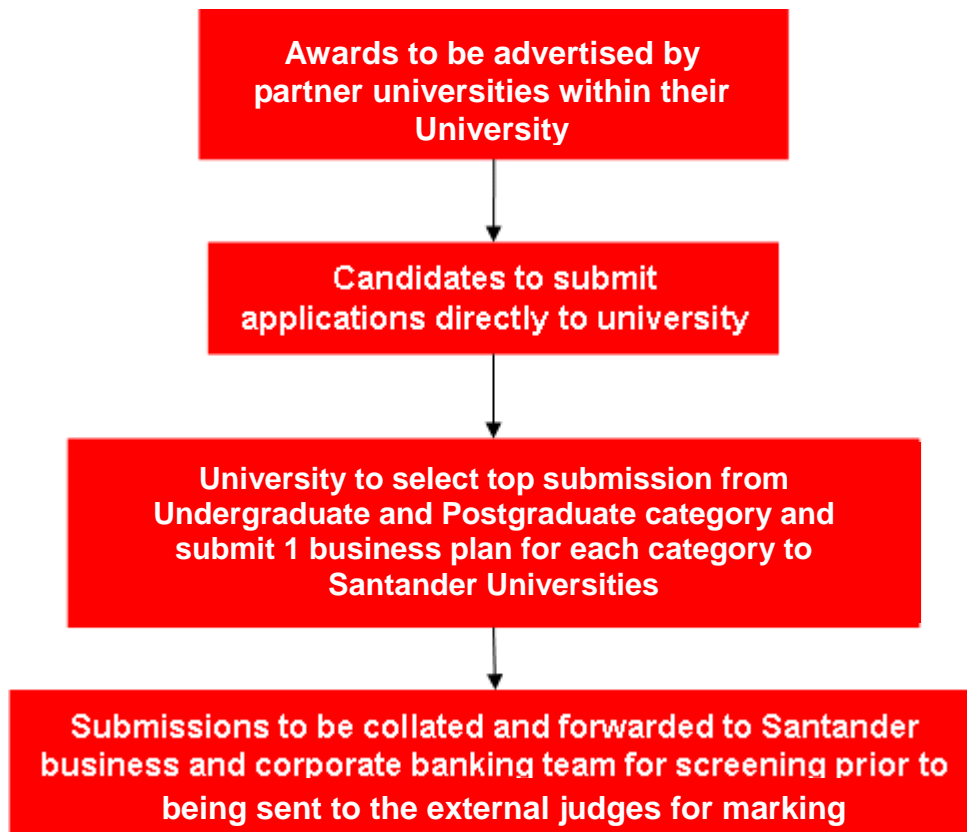 Awards to be advertised by
partner universities within their
University
Candidates to submit
applications directly to university
University to select top submission from
Undergraduate and Postgraduate category and
submit 1 business plan for each category to
Santander Universities
Submissions to be collated and forwarded to Santander
business and corporate banking team for screening prior to
being sent to the external judges for marking